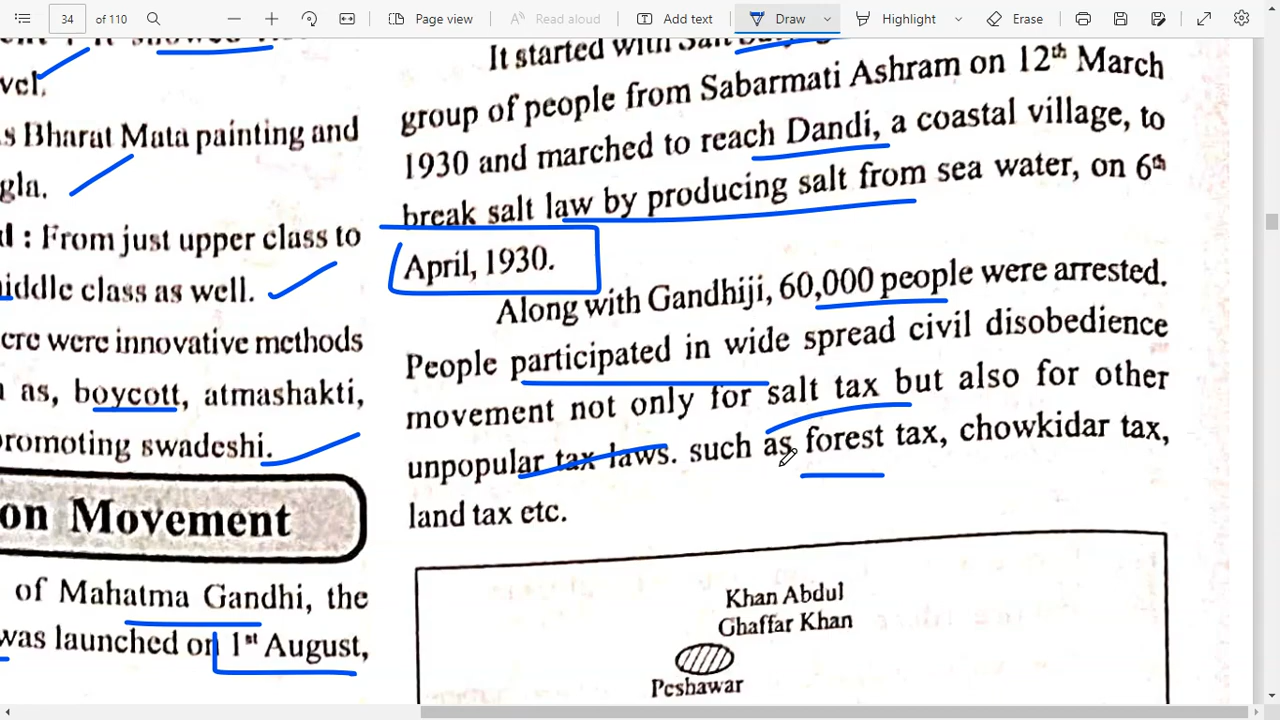 34
of 110
Page view
Read aloud
Add text
Draw
Highlight
Erase
vel.
s Bharat Mata painting and
gla.
d : From just upper class to
iddle class as well.
ere were innovative methods
as, boycott, atmashakti,
promoting swadeshi.
on Movement
of Mahatma Gandhi, the
was launched on 1st August,
It started with Salt
group of people from Sabarmati Ashram on 12th March
1930 and marched to reach Dandi, a coastal village, to
break salt law by producing salt from sea water, on 6th
April, 1930.
Along with Gandhiji, 60,000 people were arrested.
People participated in wide spread civil disobedience
movement not only for salt tax but also for other
unpopular tax laws. such as forest tax, chowkidar tax,
land tax etc.
Khan Abdul
Ghaffar Khan
Peshawar